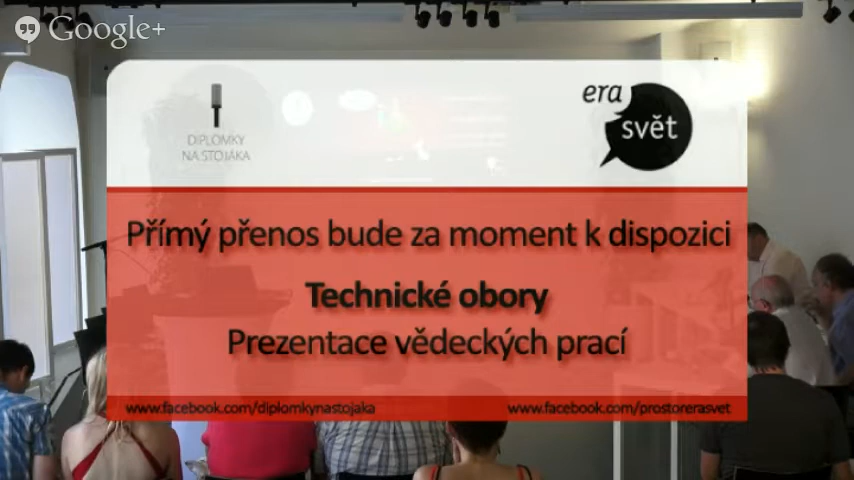 Google+
DIPLOMKY
NA STOJÁKA
era
svět
Přímý přenos bude za moment k dispozici
Technické obory
Prezentace vědeckých prací
www.facebook.com/diplomkynastojaka
www.facebook.com/prostorerasvet